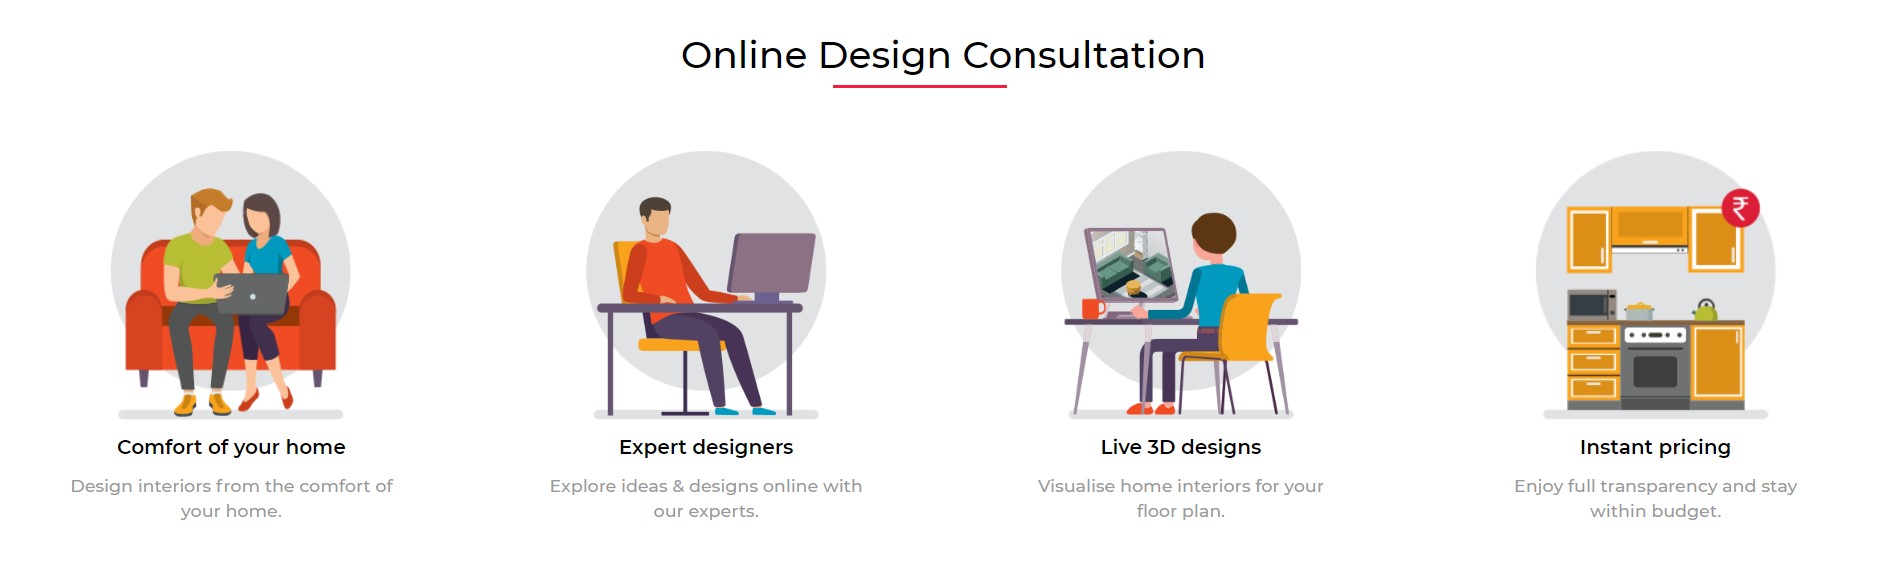 Online Design Consultation
₹
Comfort of your home
Design interiors from the comfort of
your home.
Expert designers
Explore ideas & designs online with
our experts.
Live 3D designs
Visualise home interiors for your
floor plan.
Instant pricing
Enjoy full transparency and stay
within budget.